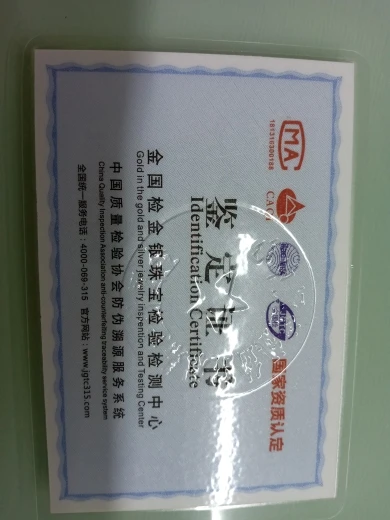 CMA
181316300188
国家资质认定
鉴定证书
Identification Certificate
金国检金银珠宝检验检测中心
Gold in the gold and silver jewelry inspention and Testing Center
中国质量检验协会防伪溯源服务系统
China Quality Inspection Association anti-counterfeiting traceability service system
全国统一服务电话：4000-069-315 官方网站：www.jgtc315.com